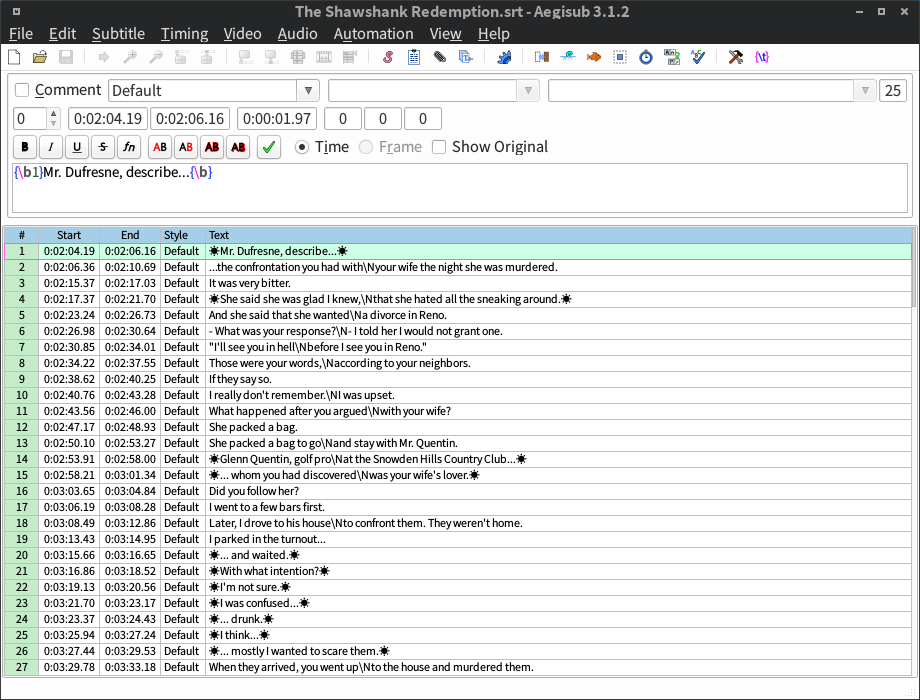 The Shawshank Redemption.srt - Aegisub 3.1.2
File Edit Subtitle Timing Video Audio Automation View Help
Comment Default 25
0 0:02:04.19 0:02:06.16 0:00:01.97 0 0 0
B I U S fn AB AB AB AB Time Frame Show Original
{\b1}Mr. Dufresne, describe...{\b}
# Start End Style Text
1 0:02:04.19 0:02:06.16 Default ☀Mr. Dufresne, describe...☀
2 0:02:06.36 0:02:10.69 Default ...the confrontation you had with\Nyour wife the night she was murdered.
3 0:02:15.37 0:02:17.03 Default It was very bitter.
4 0:02:17.37 0:02:21.70 Default ☀She said she was glad I knew,\Nthat she hated all the sneaking around.☀
5 0:02:23.24 0:02:26.73 Default And she said that she wanted\Na divorce in Reno.
6 0:02:26.98 0:02:30.64 Default - What was your response?\N- I told her I would not grant one.
7 0:02:30.85 0:02:34.01 Default "I'll see you in hell\Nbefore I see you in Reno."
8 0:02:34.22 0:02:37.55 Default Those were your words,\Naccording to your neighbors.
9 0:02:38.62 0:02:40.25 Default If they say so.
10 0:02:40.76 0:02:43.28 Default I really don't remember.\NI was upset.
11 0:02:43.56 0:02:46.00 Default What happened after you argued\Nwith your wife?
12 0:02:47.17 0:02:48.93 Default She packed a bag.
13 0:02:50.10 0:02:53.27 Default She packed a bag to go\Nand stay with Mr. Quentin.
14 0:02:53.91 0:02:58.00 Default ☀Glenn Quentin, golf pro\Nat the Snowden Hills Country Club...☀
15 0:02:58.21 0:03:01.34 Default ☀... whom you had discovered\Nwas your wife's lover.☀
16 0:03:03.65 0:03:04.84 Default Did you follow her?
17 0:03:06.19 0:03:08.28 Default I went to a few bars first.
18 0:03:08.49 0:03:12.86 Default Later, I drove to his house\Nto confront them. They weren't home.
19 0:03:13.43 0:03:14.95 Default I parked in the turnout...
20 0:03:15.66 0:03:16.65 Default ☀... and waited.☀
21 0:03:16.86 0:03:18.52 Default ☀With what intention?☀
22 0:03:19.13 0:03:20.56 Default ☀I'm not sure.☀
23 0:03:21.70 0:03:23.17 Default ☀I was confused...☀
24 0:03:23.37 0:03:24.43 Default ☀... drunk.☀
25 0:03:25.94 0:03:27.24 Default ☀I think...☀
26 0:03:27.44 0:03:29.53 Default ☀... mostly I wanted to scare them.☀
27 0:03:29.78 0:03:33.18 Default When they arrived, you went up\Nto the house and murdered them.